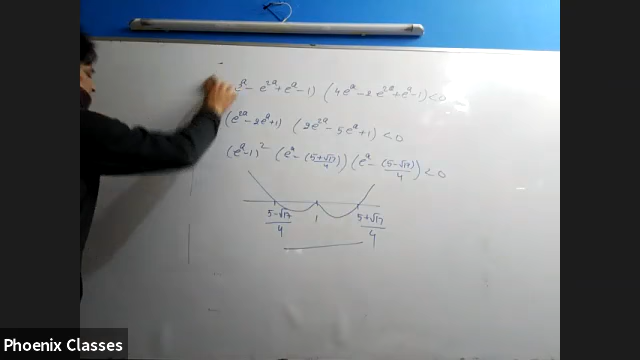 e^a - e^{2a} + e^a - 1) (4e^a - 2e^{2a} + e^a - 1) < 0
(e^{2a} - 2e^a + 1) (2e^{2a} - 5e^a + 1) < 0
(e^a - 1)^2 (e^a - (5+√17)/4) (e^a - (5-√17)/4) < 0
(5-√17)/4 1 (5+√17)/4
Phoenix Classes